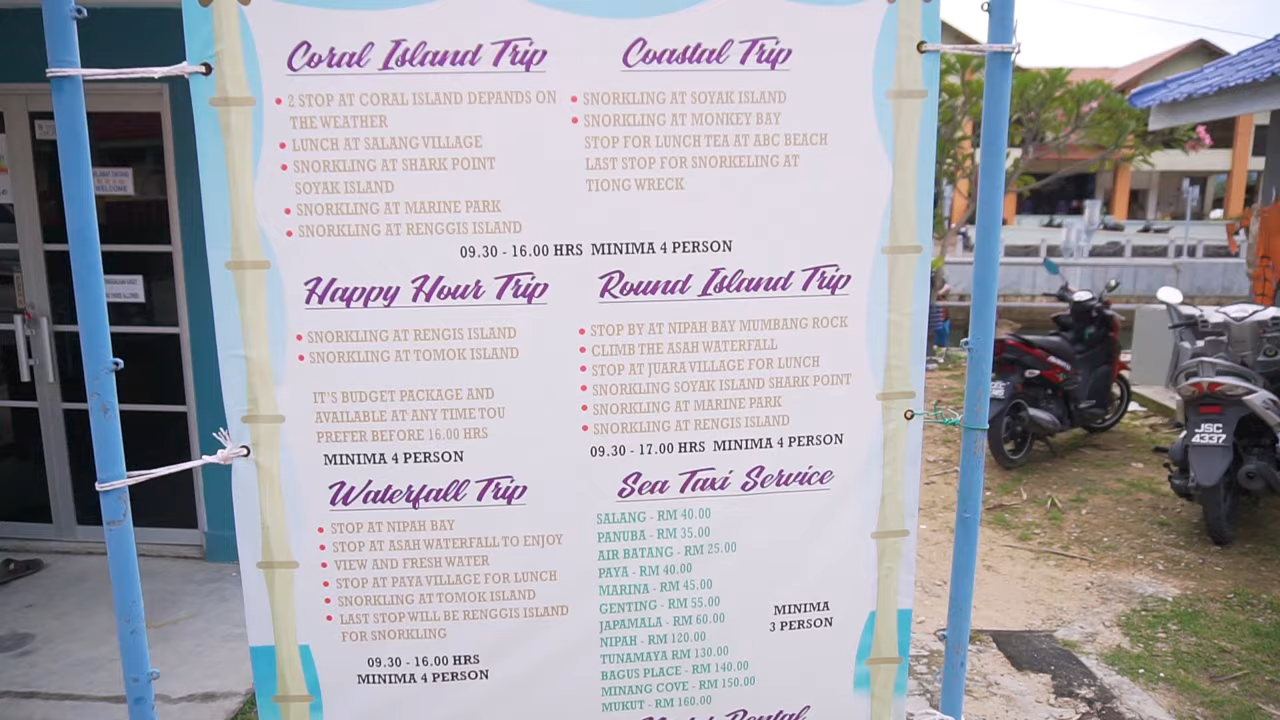 Coral Island Trip
2 STOP AT CORAL ISLAND DEPENDS ON
THE WEATHER
LUNCH AT SALANG VILLAGE
SNORKLING AT SHARK POINT
SOYAK ISLAND
SNORKLING AT MARINE PARK
SNORKLING AT RENGGIS ISLAND
Coastal Trip
SNORKLING AT SOYAK ISLAND
SNORKLING AT MONKEY BAY
STOP FOR LUNCH TEA AT ABC BEACH
LAST STOP FOR SNORKELING AT
TIONG WRECK
09.30 - 16.00 HRS MINIMA 4 PERSON
Happy Hour Trip
SNORKLING AT RENGIS ISLAND
SNORKLING AT TOMOK ISLAND
IT'S BUDGET PACKAGE AND
AVAILABLE AT ANY TIME TOU
PREFER BEFORE 16.00 HRS
MINIMA 4 PERSON
Round Island Trip
STOP BY AT NIPAH BAY MUMBANG ROCK
CLIMB THE ASAH WATERFALL
STOP AT JUARA VILLAGE FOR LUNCH
SNORKLING SOYAK ISLAND SHARK POINT
SNORKLING AT MARINE PARK
SNORKLING AT RENGIS ISLAND
09.30 - 17.00 HRS MINIMA 4 PERSON
Waterfall Trip
STOP AT NIPAH BAY
STOP AT ASAH WATERFALL TO ENJOY
VIEW AND FRESH WATER
STOP AT PAYA VILLAGE FOR LUNCH
SNORKLING AT TOMOK ISLAND
LAST STOP WILL BE RENGGIS ISLAND
FOR SNORKLING
09.30 - 16.00 HRS
MINIMA 4 PERSON
Sea Taxi Service
SALANG - RM 40.00
PANUBA - RM 35.00
AIR BATANG - RM 25.00
PAYA - RM 40.00
MARINA - RM 45.00
GENTING - RM 55.00
JAPAMALA - RM 60.00
NIPAH - RM 120.00
TUNAMAYA RM 130.00
BAGUS PLACE - RM 140.00
MINANG COVE - RM 150.00
MUKUT - RM 160.00
MINIMA
3 PERSON
WELCOME
JSC
4337